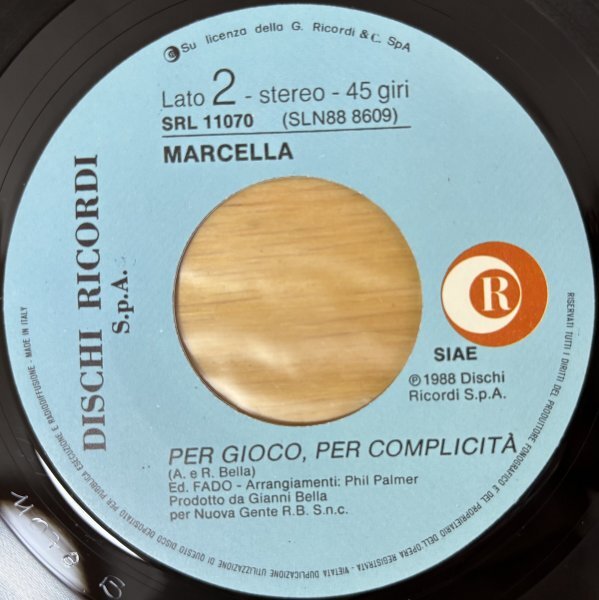 Su licenza della G. Ricordi & C. SpA
Lato 2 - stereo - 45 giri
SRL 11070 (SLN88 8609)
MARCELLA
DISCHI RICORDI
S.p.A.
R
SIAE
℗ 1988 Dischi
Ricordi S.p.A.
PER GIOCO, PER COMPLICITÀ
(A. e R. Bella)
Ed. FADO - Arrangiamenti: Phil Palmer
Prodotto da Gianni Bella
per Nuova Gente R.B. S.n.c.
RISERVATI TUTTI I DIRITTI DEL PRODUTTORE FONOGRAFICO E DEL PROPRIETARIO DELL'OPERA REGISTRATA - VIETATA DUPLICAZIONE UTILIZZAZIONE DI QUESTO DISCO DEPOSITATO PER PUBBLICA ESECUZIONE E RADIODIFFUSIONE - MADE IN ITALY